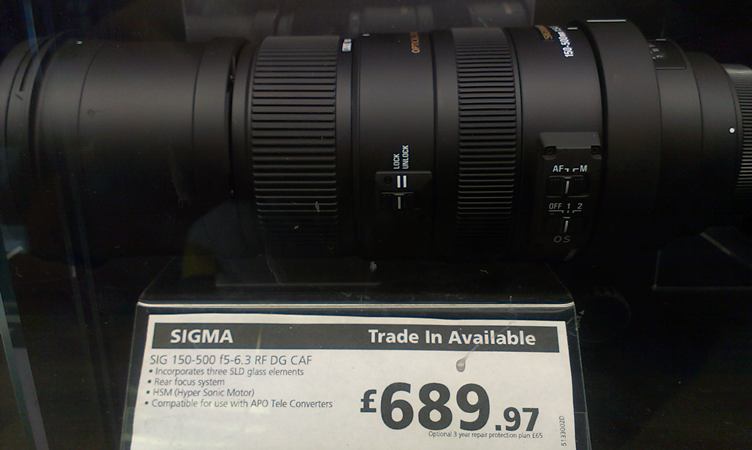 150-500m
LOCK
UNLOCK
AF M
OFF 1 2
OS
SIGMA Trade In Available
SIG 150-500 f5-6.3 RF DG CAF
• Incorporates three SLD glass elements
• Rear focus system
• HSM (Hyper Sonic Motor)
• Compatible for use with APO Tele Converters
£689.97
Optional 3 year repair protection plan £65